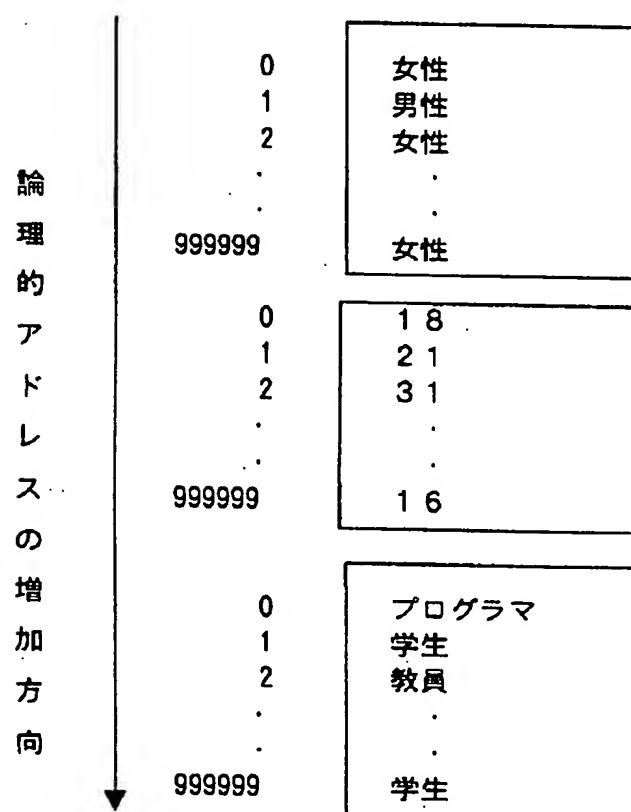 論理的アドレスの増加方向
0 女性
1 男性
2 女性
. .
. .
999999 女性
0 18
1 21
2 31
. .
. .
999999 16
0 プログラマ
1 学生
2 教員
. .
. .
999999 学生